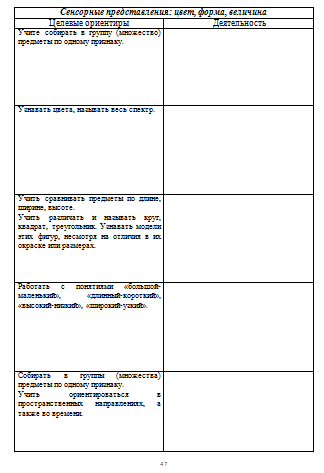 Сенсорные представления: цвет, форма, величина
Целевые ориентиры
Деятельность
Учите собирать в группу (множество)
предметы по одному признаку.
Узнавать цвета, называть весь спектр.
Учить сравнивать предметы по длине,
ширине, высоте.
Учить различать и называть круг,
квадрат, треугольник. Узнавать модели
этих фигур, несмотря на отличия в их
окраске или размерах.
Работать с понятиями «большой-
маленький», «длинный-короткий»,
«высокий-низкий», «широкий-узкий».
Собирать в группы (множества)
предметы по одному признаку.
Учить ориентироваться в
пространственных направлениях, а
также во времени.
47